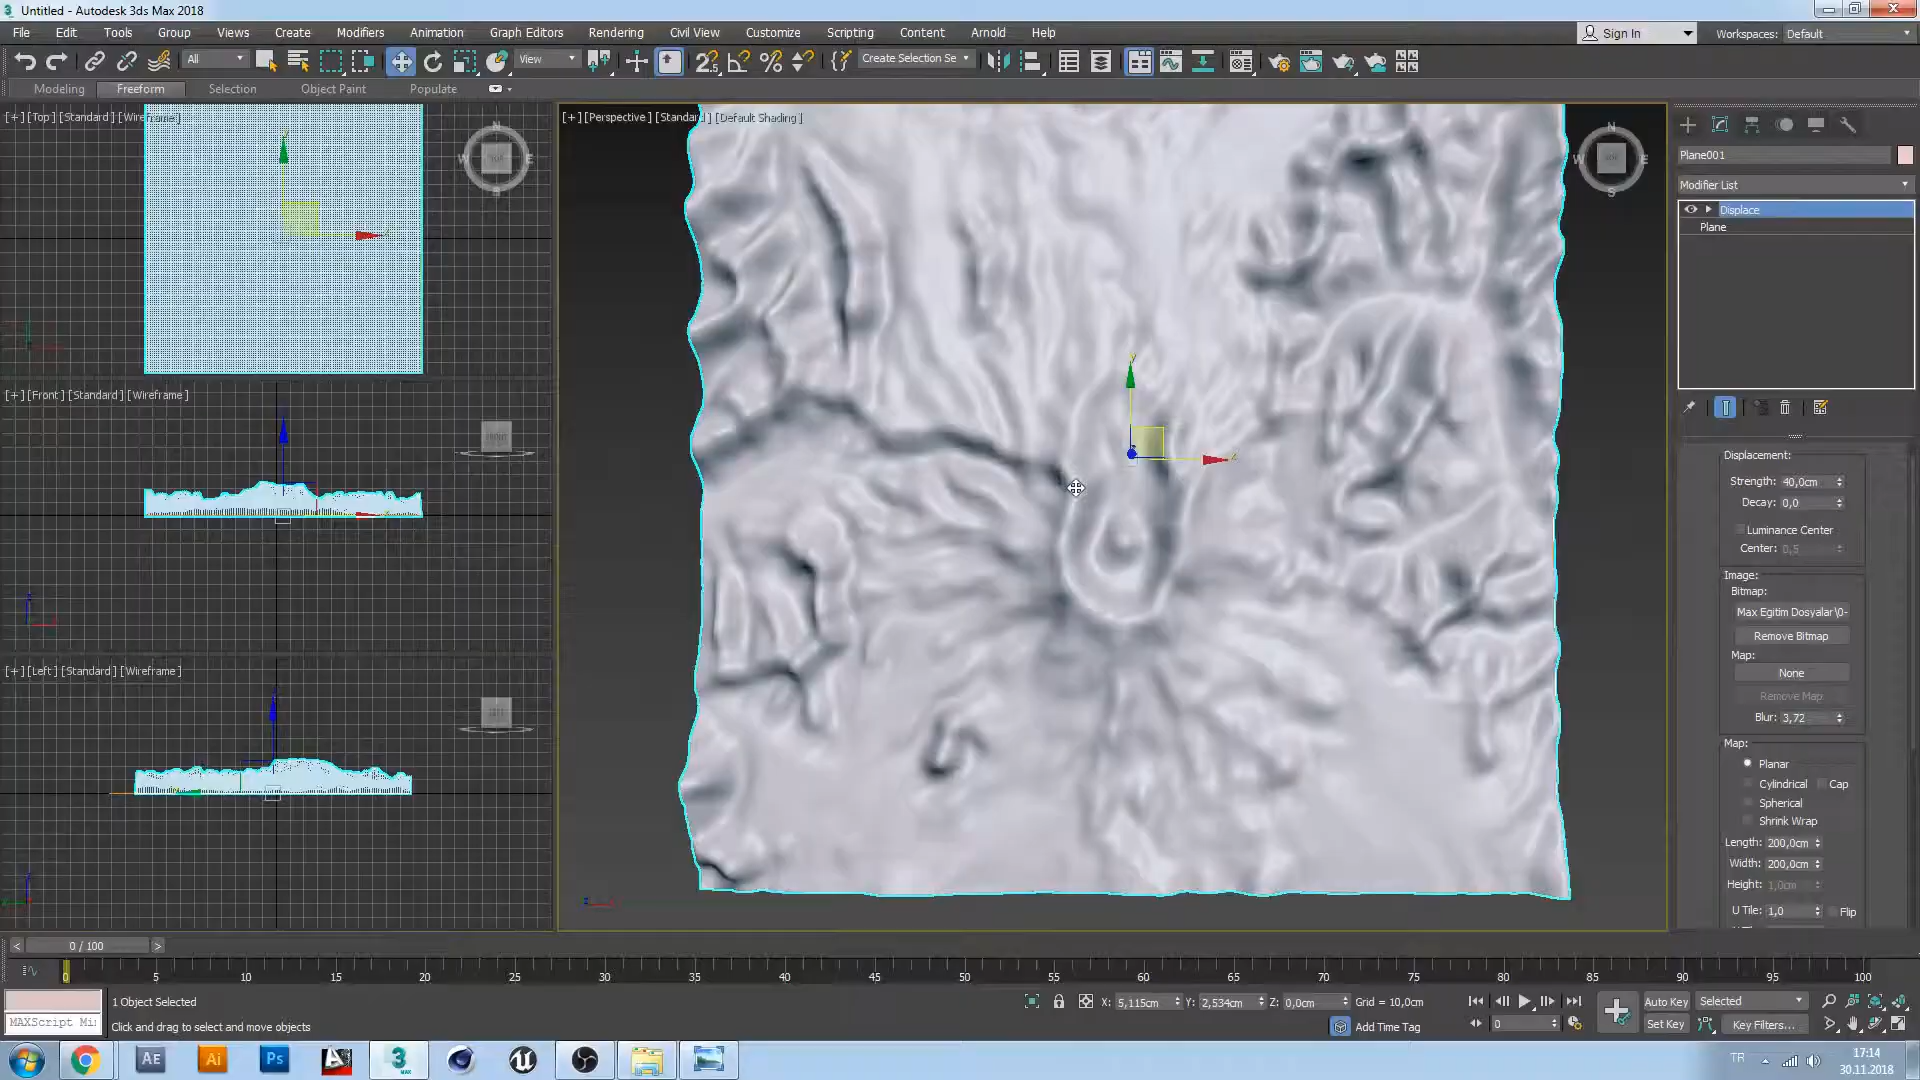 Untitled - Autodesk 3ds Max 2018
File Edit Tools Group Views Create Modifiers Animation Graph Editors Rendering Civil View Customize Scripting Content Arnold Help
Sign In Workspaces: Default
All View Create Selection Se
Modeling Freeform Selection Object Paint Populate
[+] [Top] [Standard] [Wireframe]
[+] [Perspective] [Standard] [Default Shading]
Plane001
Modifier List
Displace
Plane
[+] [Front] [Standard] [Wireframe]
Displacement:
Strength: 40,0cm
Decay: 0,0
Luminance Center
Center: 0,5
Image:
Bitmap:
Max Egitim Dosyalar\0-
Remove Bitmap
Map:
None
Remove Map
Blur: 3,72
Map:
Planar
Cylindrical Cap
Spherical
Shrink Wrap
Length: 200,0cm
Width: 200,0cm
Height: 1,0cm
U Tile: 1,0 Flip
[+] [Left] [Standard] [Wireframe]
0 / 100
0 5 10 15 20 25 30 35 40 45 50 55 60 65 70 75 80 85 90 95 100
1 Object Selected X: 5,115cm Y: 2,534cm Z: 0,0cm Grid = 10,0cm Auto Key Selected
MAXScript Mi Click and drag to select and move objects Add Time Tag 0 Set Key Key Filters...
TR 17:14
30.11.2018